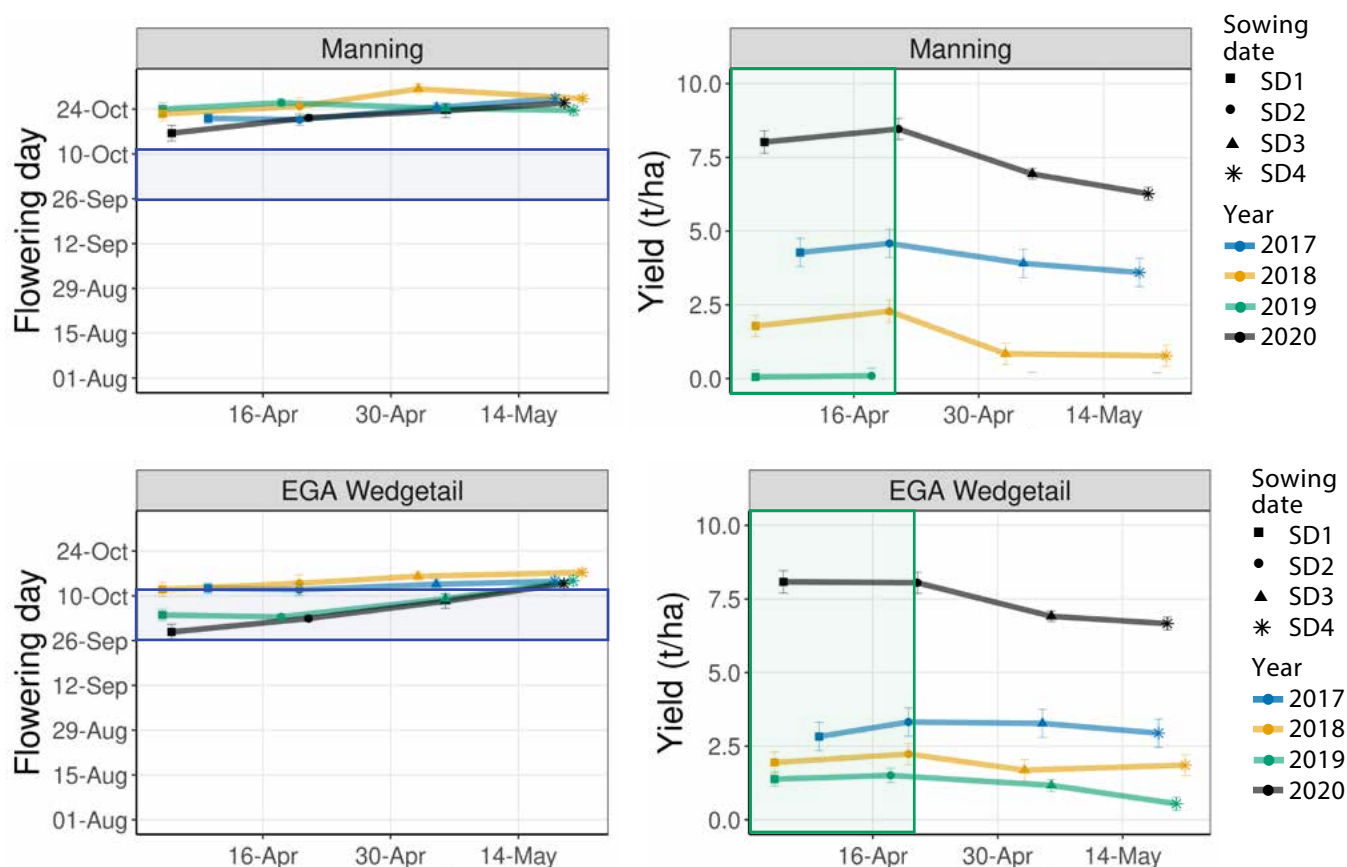 Manning
Flowering day
24-Oct
10-Oct
26-Sep
12-Sep
29-Aug
15-Aug
01-Aug
16-Apr
30-Apr
14-May
Manning
Yield (t/ha)
10.0
7.5
5.0
2.5
0.0
16-Apr
30-Apr
14-May
Sowing
date
SD1
SD2
SD3
SD4
Year
2017
2018
2019
2020
EGA Wedgetail
Flowering day
24-Oct
10-Oct
26-Sep
12-Sep
29-Aug
15-Aug
01-Aug
16-Apr
30-Apr
14-May
EGA Wedgetail
Yield (t/ha)
10.0
7.5
5.0
2.5
0.0
16-Apr
30-Apr
14-May
Sowing
date
SD1
SD2
SD3
SD4
Year
2017
2018
2019
2020